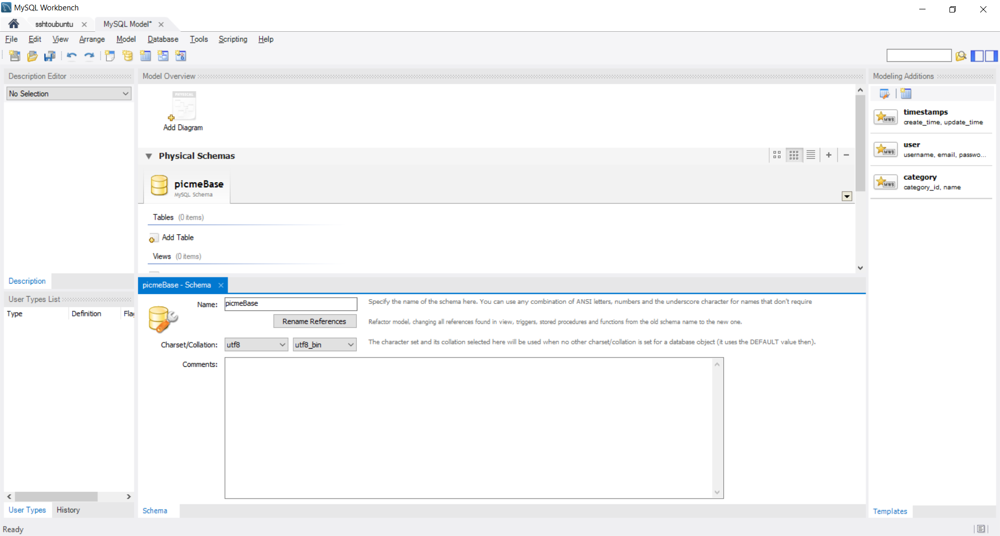 MySQL Workbench
sshtoubuntu
MySQL Model*
File Edit View Arrange Model Database Tools Scripting Help
Description Editor
No Selection
Description
User Types List
Type Definition Fla
User Types History
Model Overview
PHYSICAL
Add Diagram
Physical Schemas
picmeBase
MySQL Schema
Tables (0 items)
Add Table
Views (0 items)
picmeBase - Schema
Name: picmeBase
Specify the name of the schema here. You can use any combination of ANSI letters, numbers and the underscore character for names that don't require
Rename References
Refactor model, changing all references found in view, triggers, stored procedures and functions from the old schema name to the new one.
Charset/Collation: utf8 utf8_bin
The character set and its collation selected here will be used when no other charset/collation is set for a database object (it uses the DEFAULT value then).
Comments:
Schema
Modeling Additions
MWB
timestamps
create_time, update_time
MWB
user
username, email, passwo...
MWB
category
category_id, name
Templates
Ready